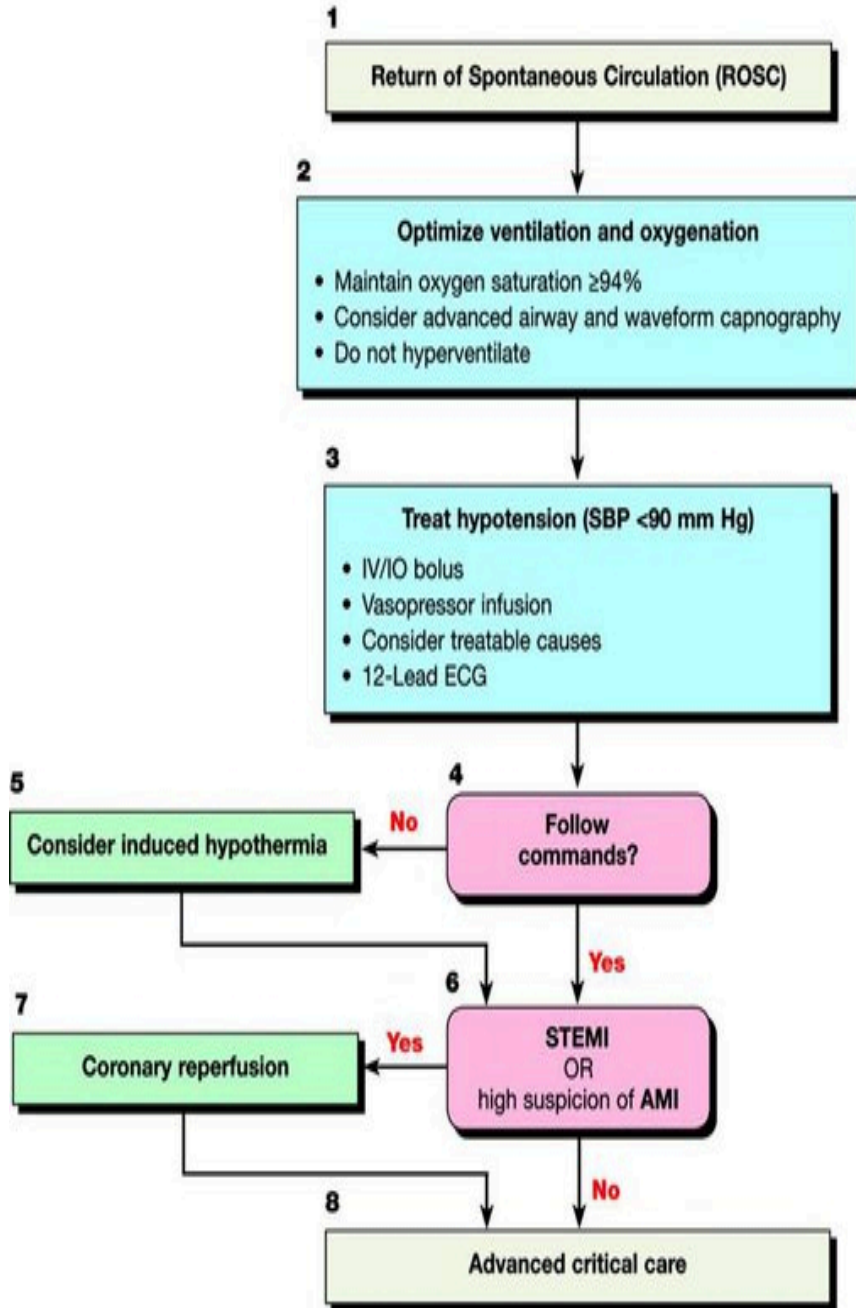 1
Return of Spontaneous Circulation (ROSC)
2
Optimize ventilation and oxygenation
• Maintain oxygen saturation ≥94%
• Consider advanced airway and waveform capnography
• Do not hyperventilate
3
Treat hypotension (SBP <90 mm Hg)
• IV/IO bolus
• Vasopressor infusion
• Consider treatable causes
• 12-Lead ECG
4
Follow
commands?
No
5
Consider induced hypothermia
Yes
6
STEMI
OR
high suspicion of AMI
Yes
7
Coronary reperfusion
No
8
Advanced critical care